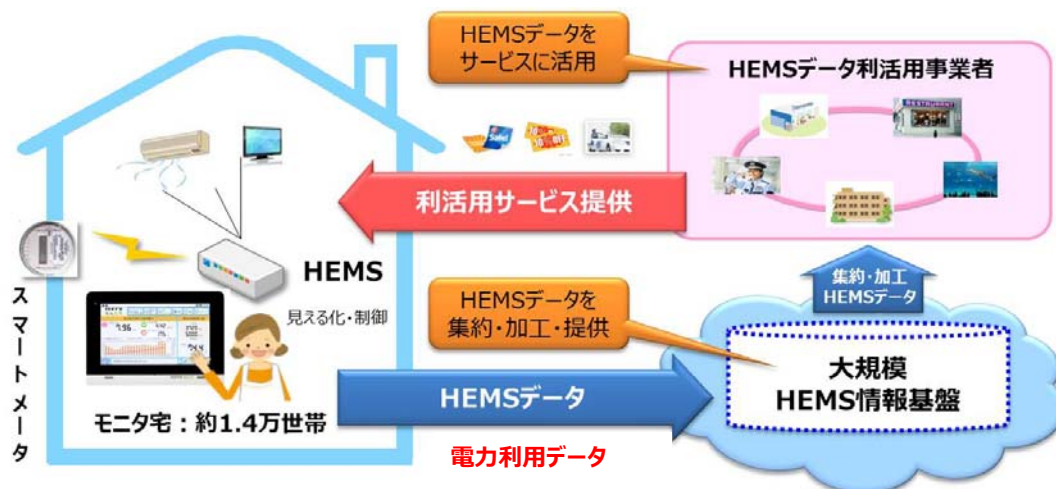 HEMSデータを
サービスに活用
HEMSデータ利活用事業者
RESTAURANT
利活用サービス提供
スマートメータ
HEMS
見える化・制御
モニタ宅：約1.4万世帯
HEMSデータを
集約・加工・提供
集約・加工
HEMSデータ
大規模
HEMS情報基盤
HEMSデータ
電力利用データ